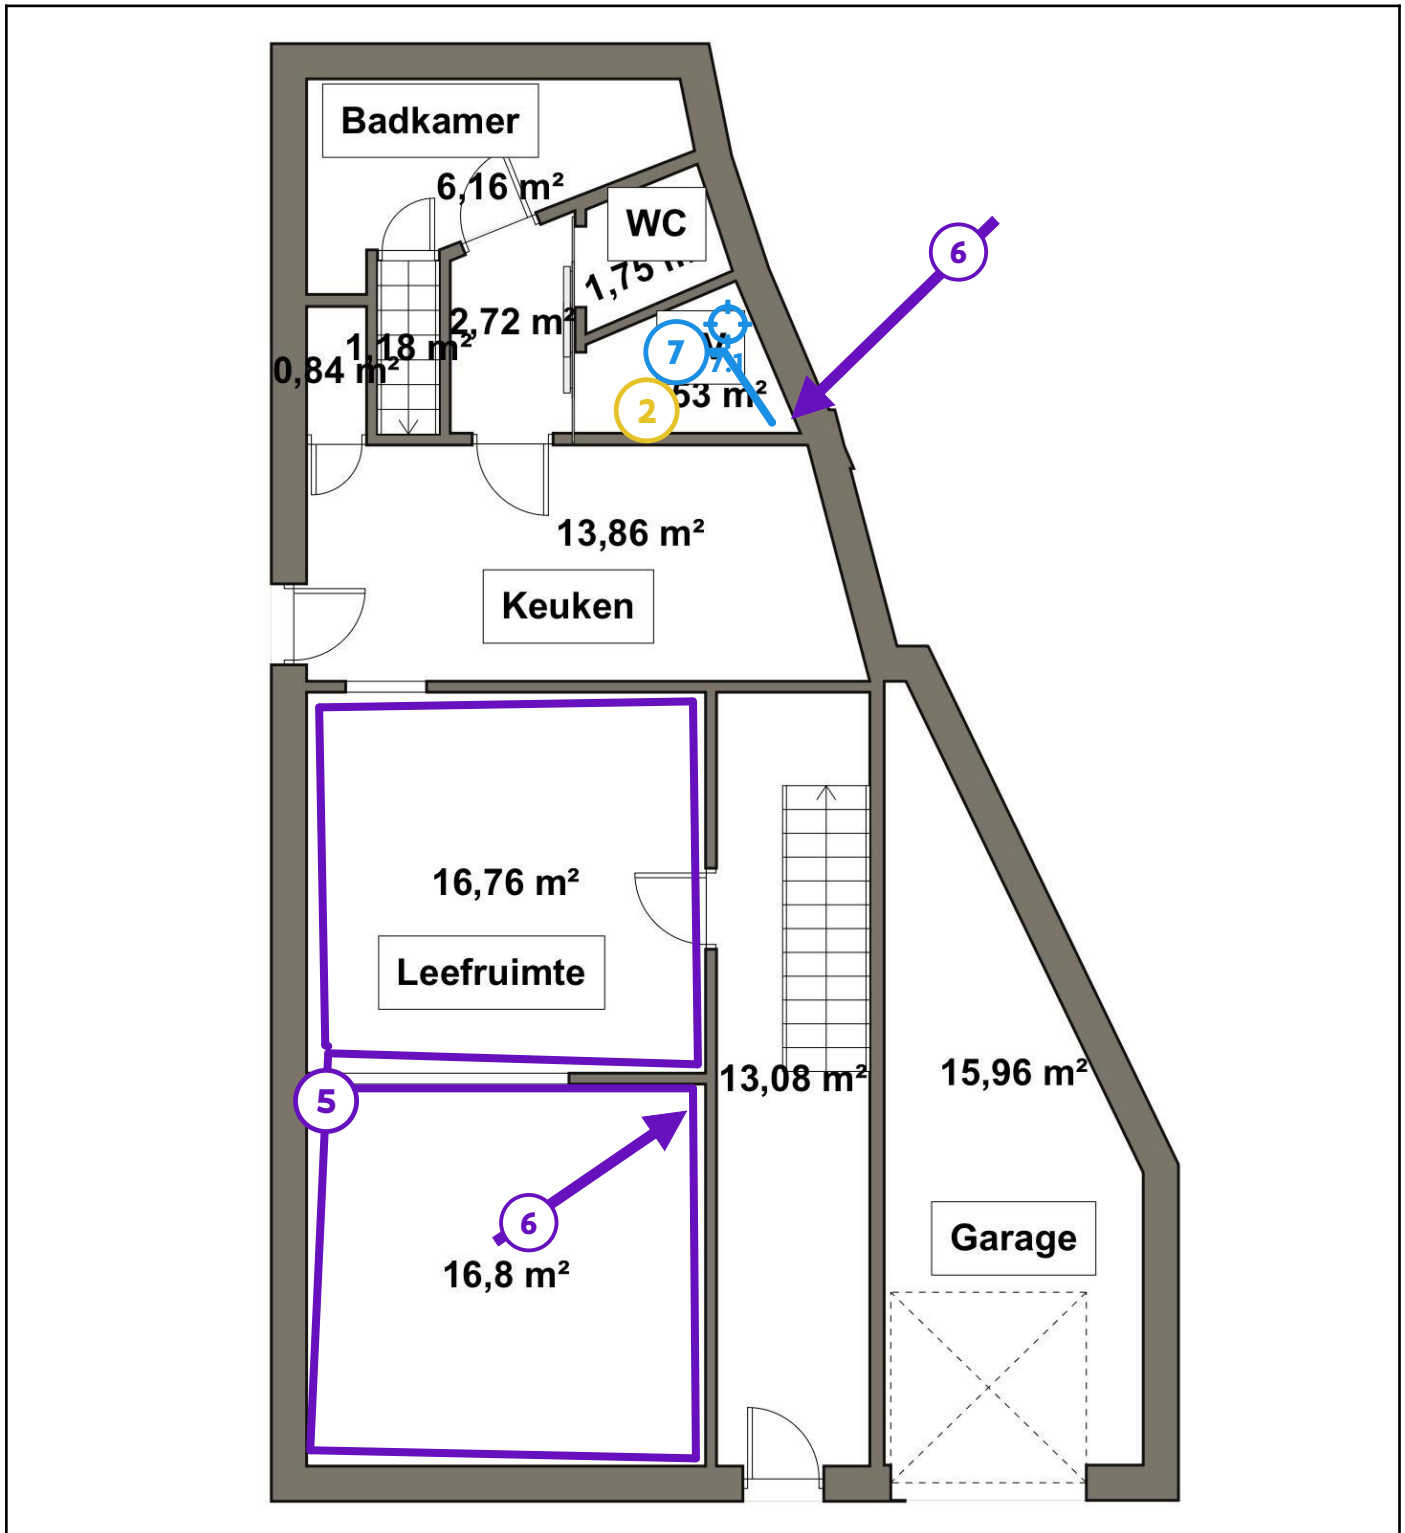 Badkamer
6,16 m²
WC
1,75
6
2,72 m²
1,18 m²
0,84 m²
7
7.1
2
53 m²
13,86 m²
Keuken
16,76 m²
Leefruimte
5
13,08 m²
15,96 m²
6
16,8 m²
Garage